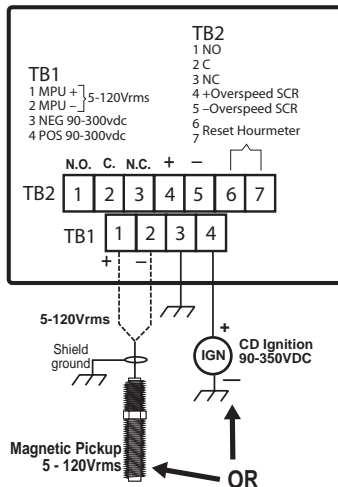 TB2
1 NO
2 C
3 NC
4 +Overspeed SCR
5 –Overspeed SCR
6
Reset Hourmeter
7
TB1
1 MPU +
2 MPU –
5-120Vrms
3 NEG 90-300vdc
4 POS 90-300vdc
N.O. C. N.C. + –
TB2 1 2 3 4 5 6 7
TB1 1 2 3 4
+ –
5-120Vrms
+
Shield
ground
IGN
CD Ignition
90-350VDC
–
Magnetic Pickup
5 - 120Vrms
OR